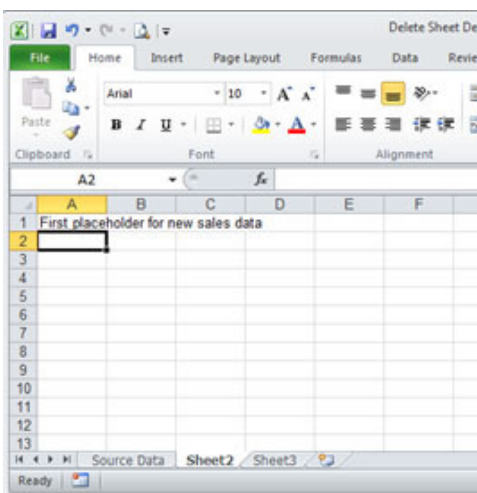 Delete Sheet De
File Home Insert Page Layout Formulas Data Revie
Paste
Arial 10 A A
B I U A
Clipboard Font Alignment
A2 fx
A B C D E F
1 First placeholder for new sales data
2
3
4
5
6
7
8
9
10
11
12
13
Source Data Sheet2 Sheet3
Ready